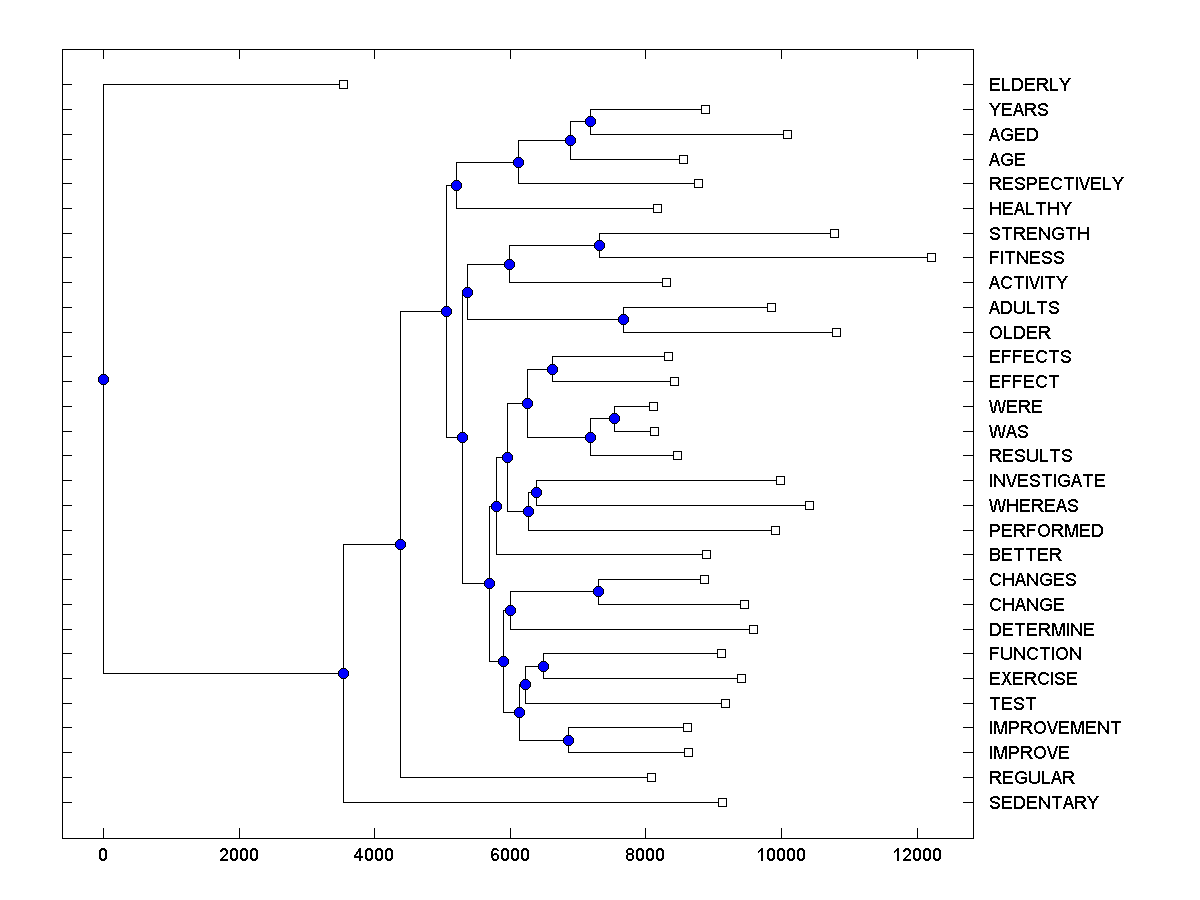 ELDERLY
YEARS
AGED
AGE
RESPECTIVELY
HEALTHY
STRENGTH
FITNESS
ACTIVITY
ADULTS
OLDER
EFFECTS
EFFECT
WERE
WAS
RESULTS
INVESTIGATE
WHEREAS
PERFORMED
BETTER
CHANGES
CHANGE
DETERMINE
FUNCTION
EXERCISE
TEST
IMPROVEMENT
IMPROVE
REGULAR
SEDENTARY
0 2000 4000 6000 8000 10000 12000